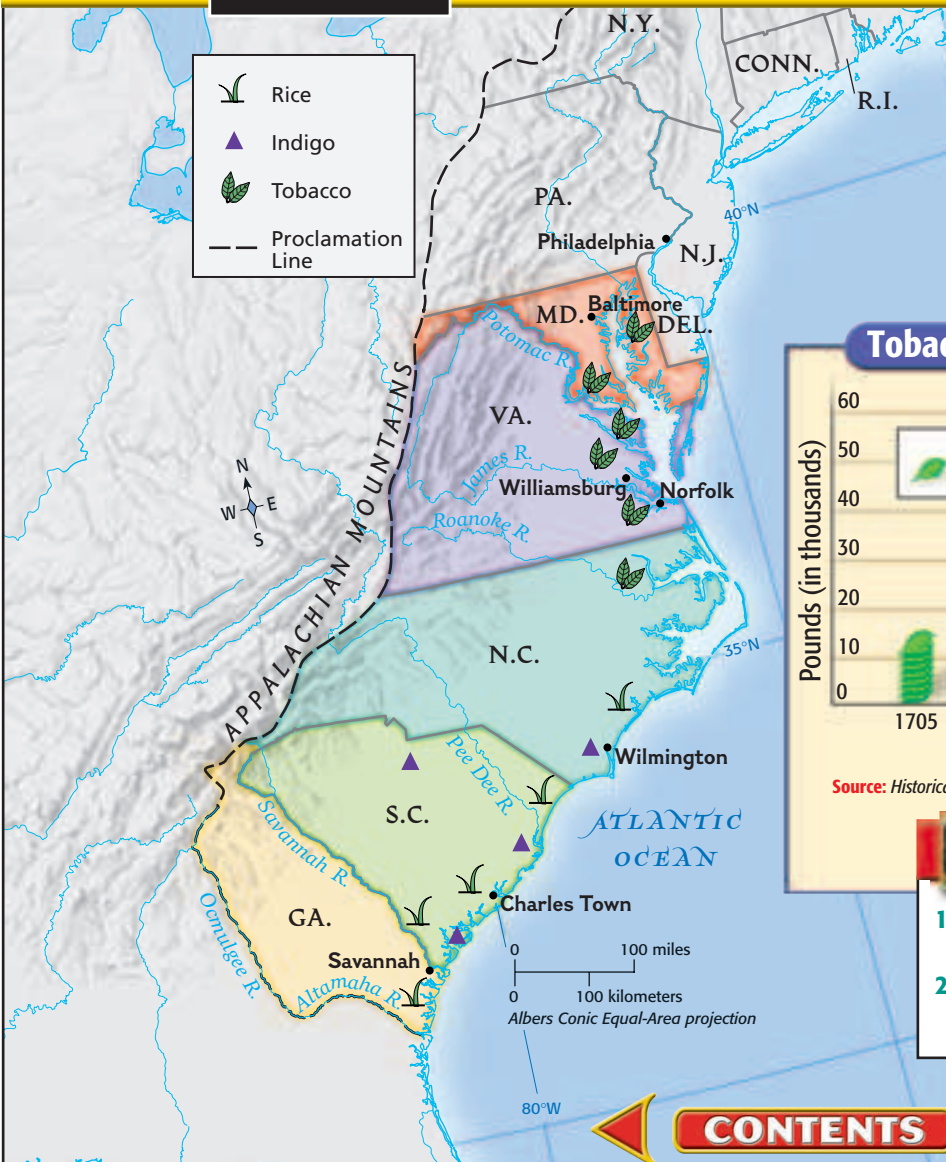 Rice
Indigo
Tobacco
Proclamation
Line
N.Y.
CONN.
R.I.
PA.
40°N
Philadelphia
N.J.
MD.
Baltimore
DEL.
Potomac R.
VA.
James R.
Williamsburg
Norfolk
Roanoke R.
APPALACHIAN MOUNTAINS
N
W
E
S
N.C.
35°N
Wilmington
Pee Dee R.
S.C.
ATLANTIC
OCEAN
Savannah R.
Charles Town
GA.
Ocmulgee R.
Savannah
Altamaha R.
0
100 miles
0
100 kilometers
Albers Conic Equal-Area projection
80°W
Tobac
60
50
40
30
20
10
0
Pounds (in thousands)
1705
Source: Historica
1
2
CONTENTS